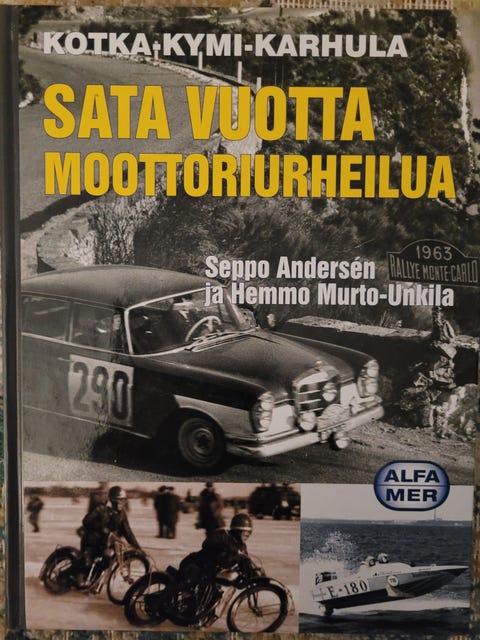 KOTKA-KYMI-KARHULA
SATA VUOTTA
MOOTTORIURHEILUA
Seppo Andersén
ja Hemmo Murto-Unkila
1963
RALLYE MONTE-CARLO
290
ALFA
MER
E-180